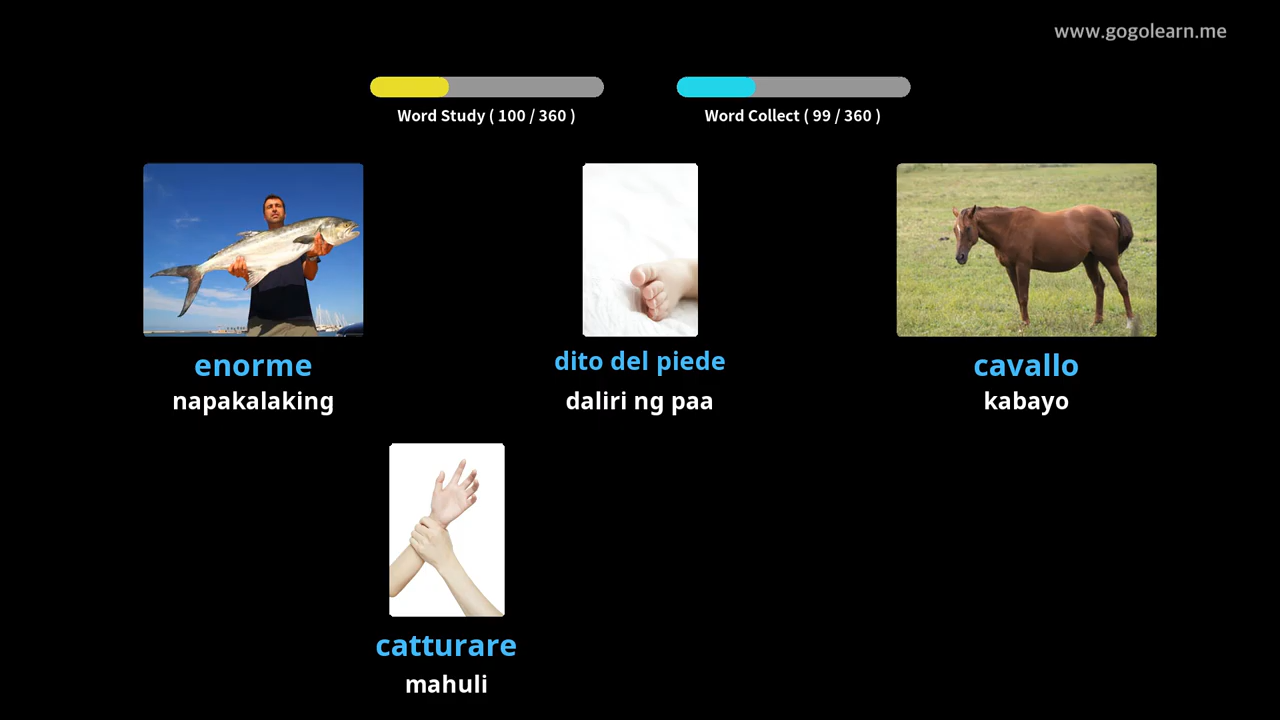 www.gogolearn.me
Word Study ( 100 / 360 )
Word Collect ( 99 / 360 )
enorme
napakalaking
dito del piede
daliri ng paa
cavallo
kabayo
catturare
mahuli